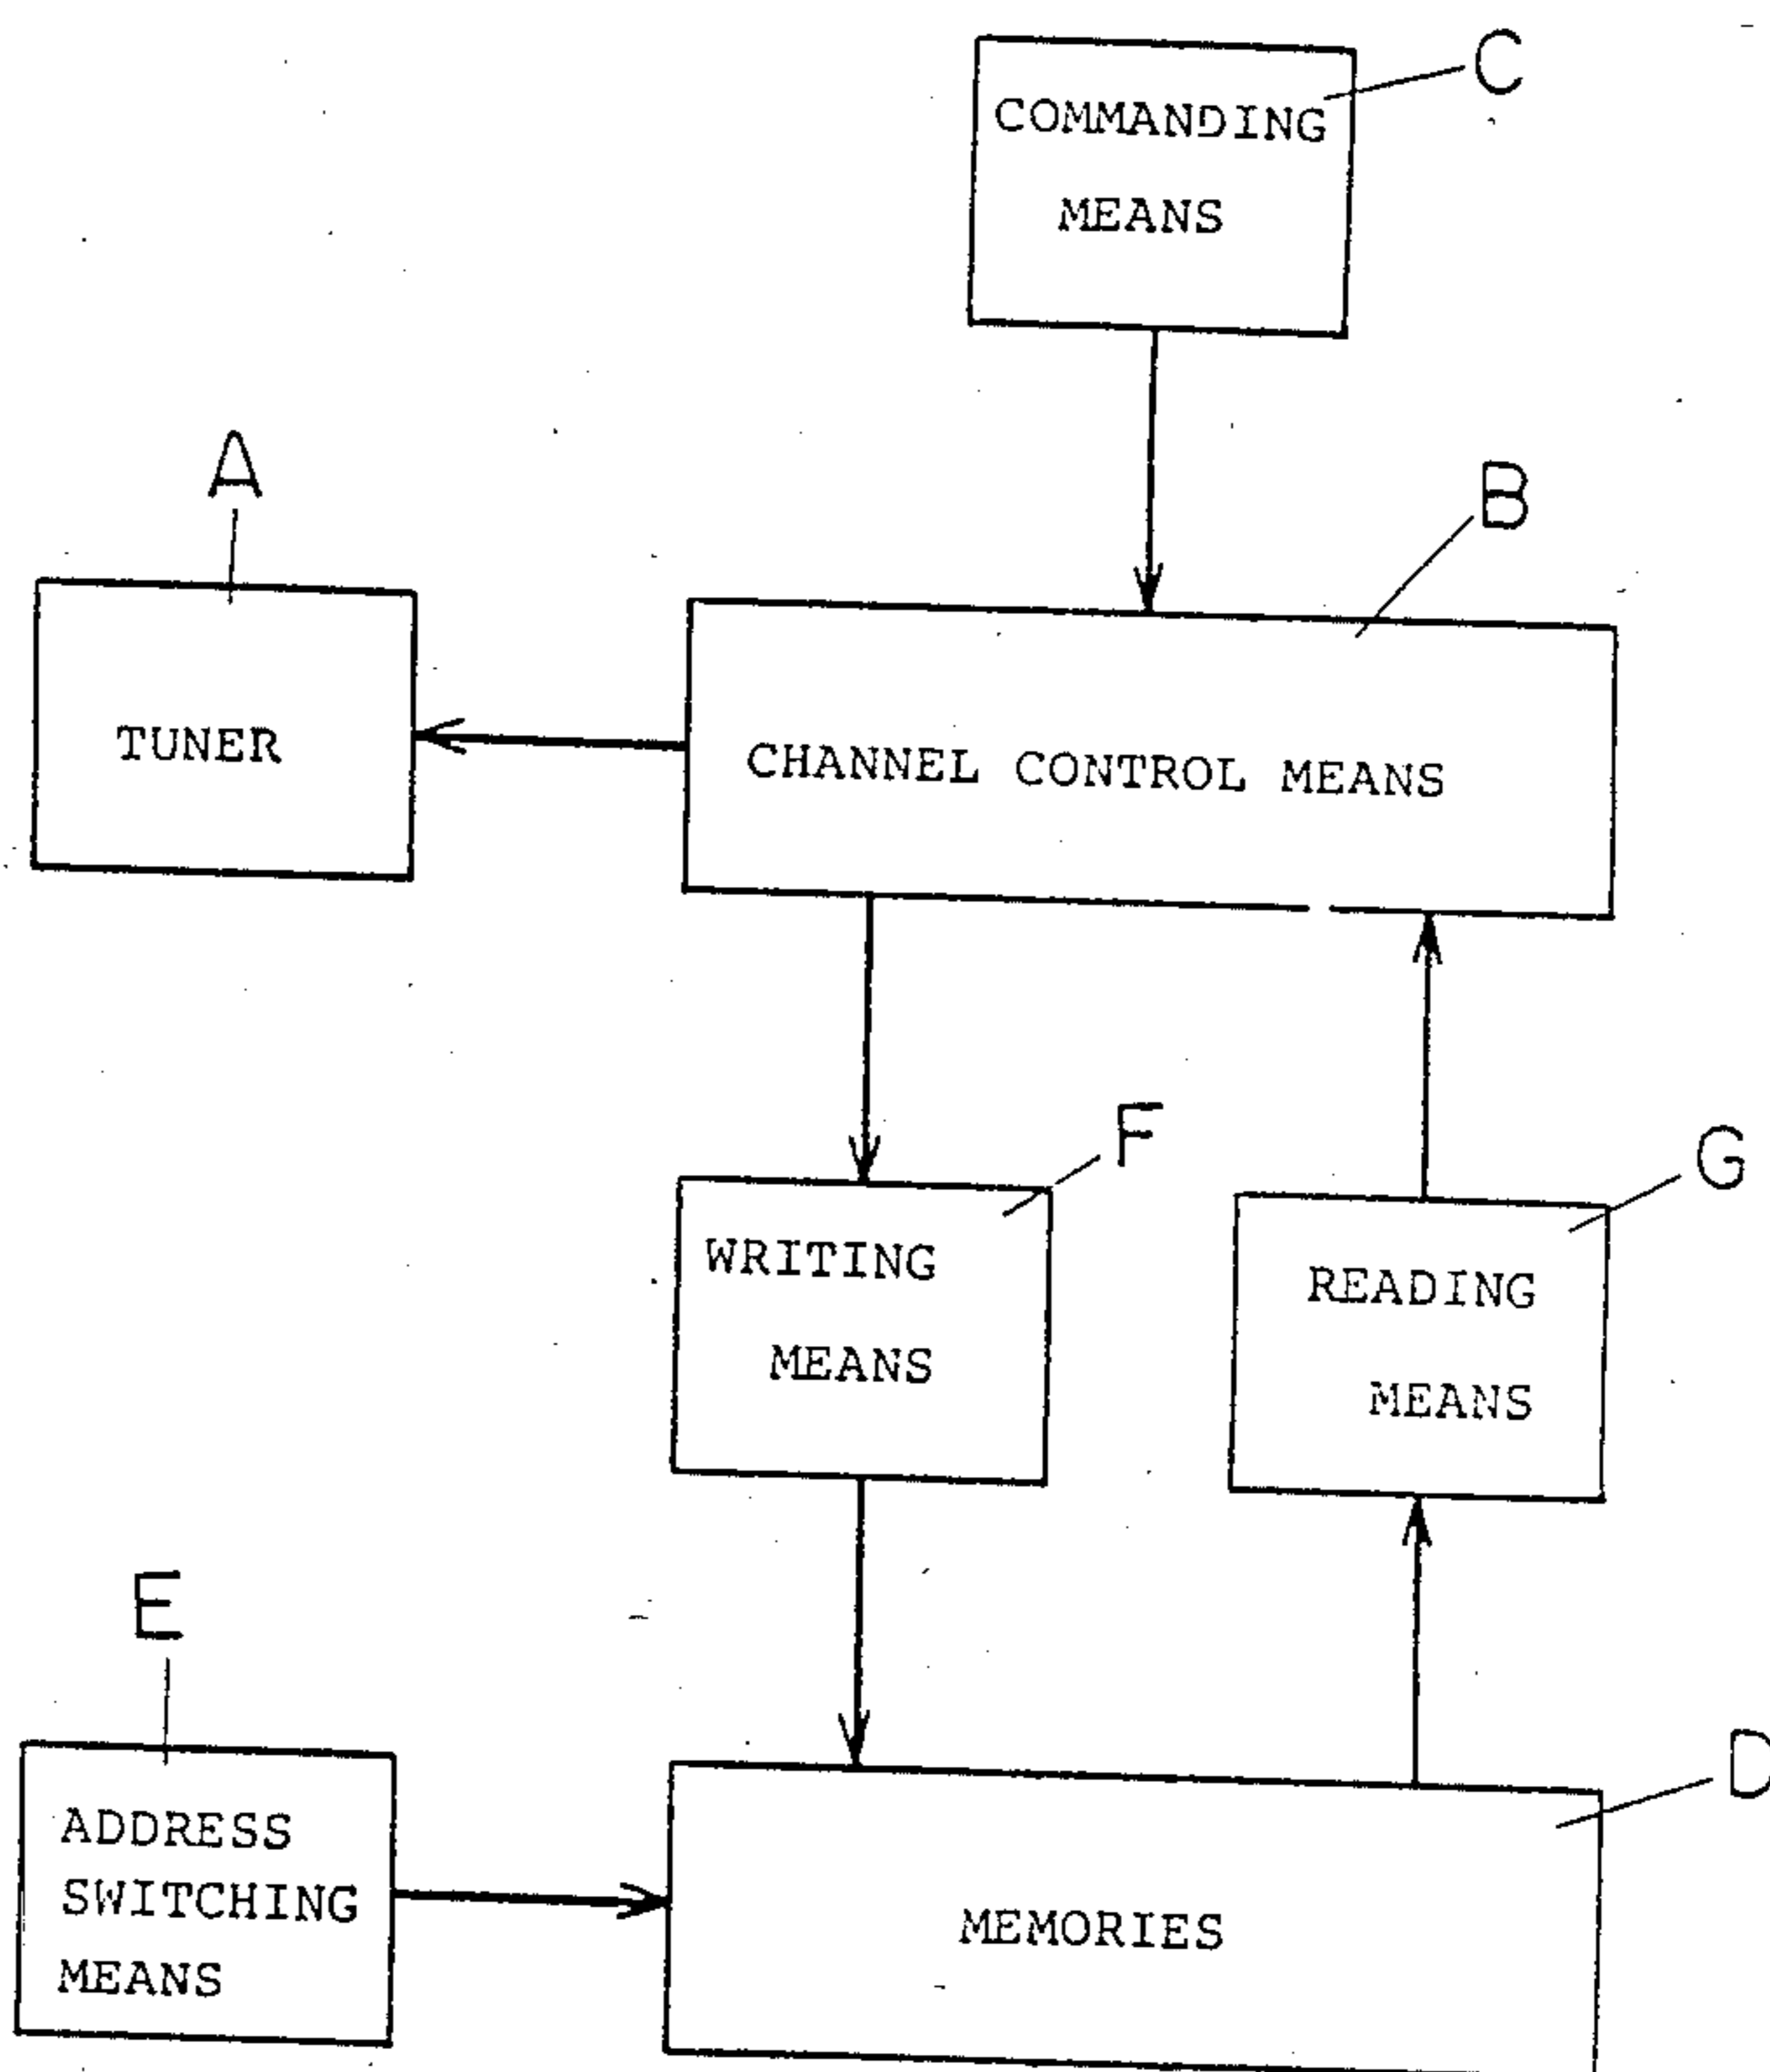 C
COMMANDING
MEANS
A
B
TUNER
CHANNEL CONTROL MEANS
F
G
WRITING
MEANS
READING
MEANS
E
D
ADDRESS
SWITCHING
MEANS
MEMORIES